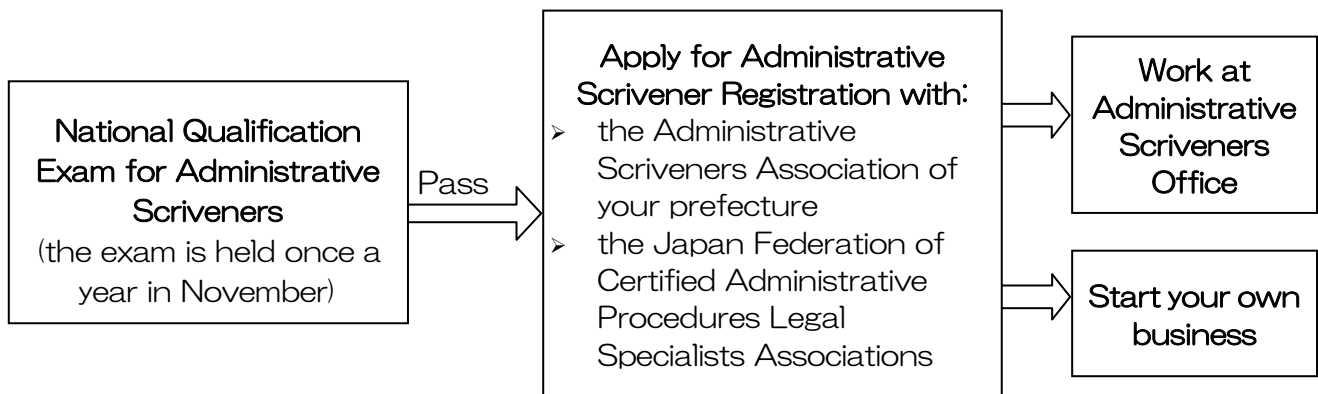 National Qualification
Exam for Administrative
Scriveners
(the exam is held once a
year in November)
Pass
Apply for Administrative
Scrivener Registration with:
➢ the Administrative
Scriveners Association of
your prefecture
➢ the Japan Federation of
Certified Administrative
Procedures Legal
Specialists Associations
Work at
Administrative
Scriveners
Office
Start your own
business